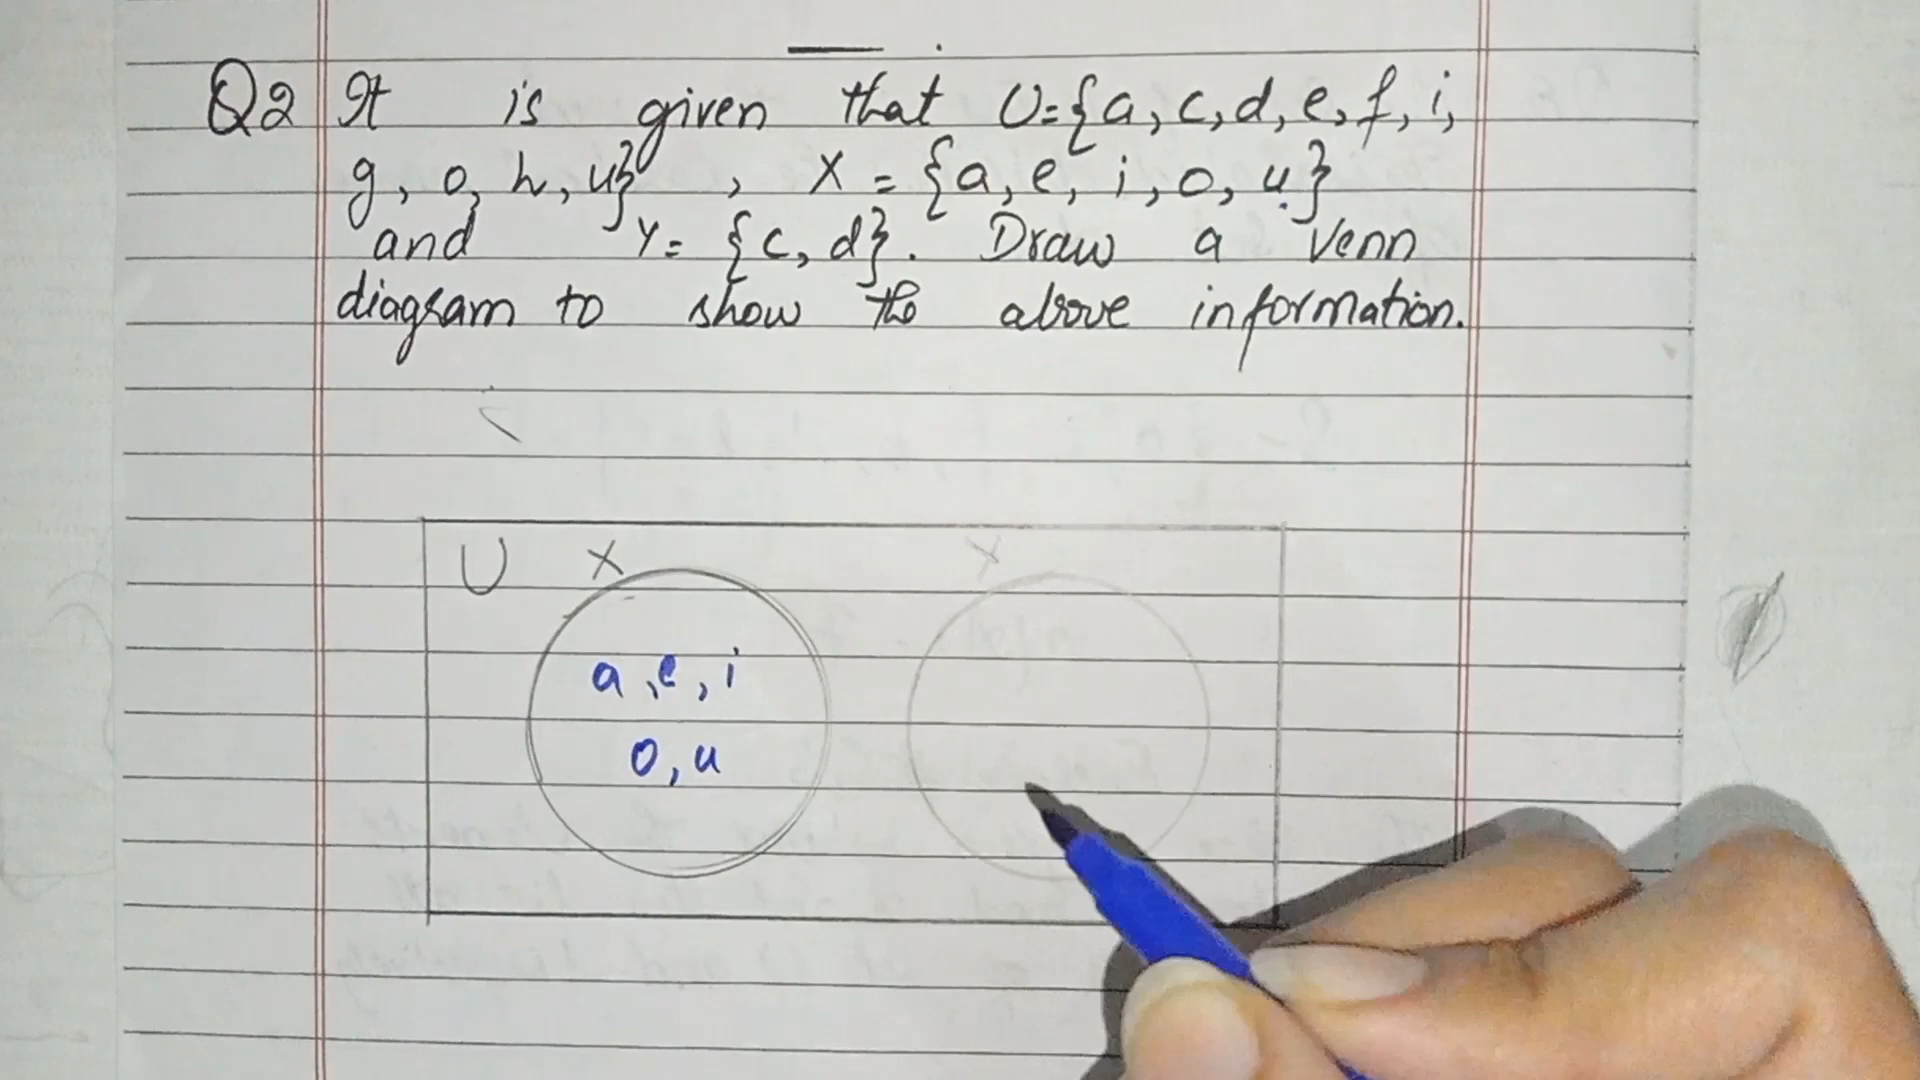 Q2 It is given that U={a, c, d, e, f, i,
g, o, h, u} , X = {a, e, i, o, u}
and Y= {c, d}. Draw a Venn
diagram to show the above information.
U X Y
a, e, i
o, u